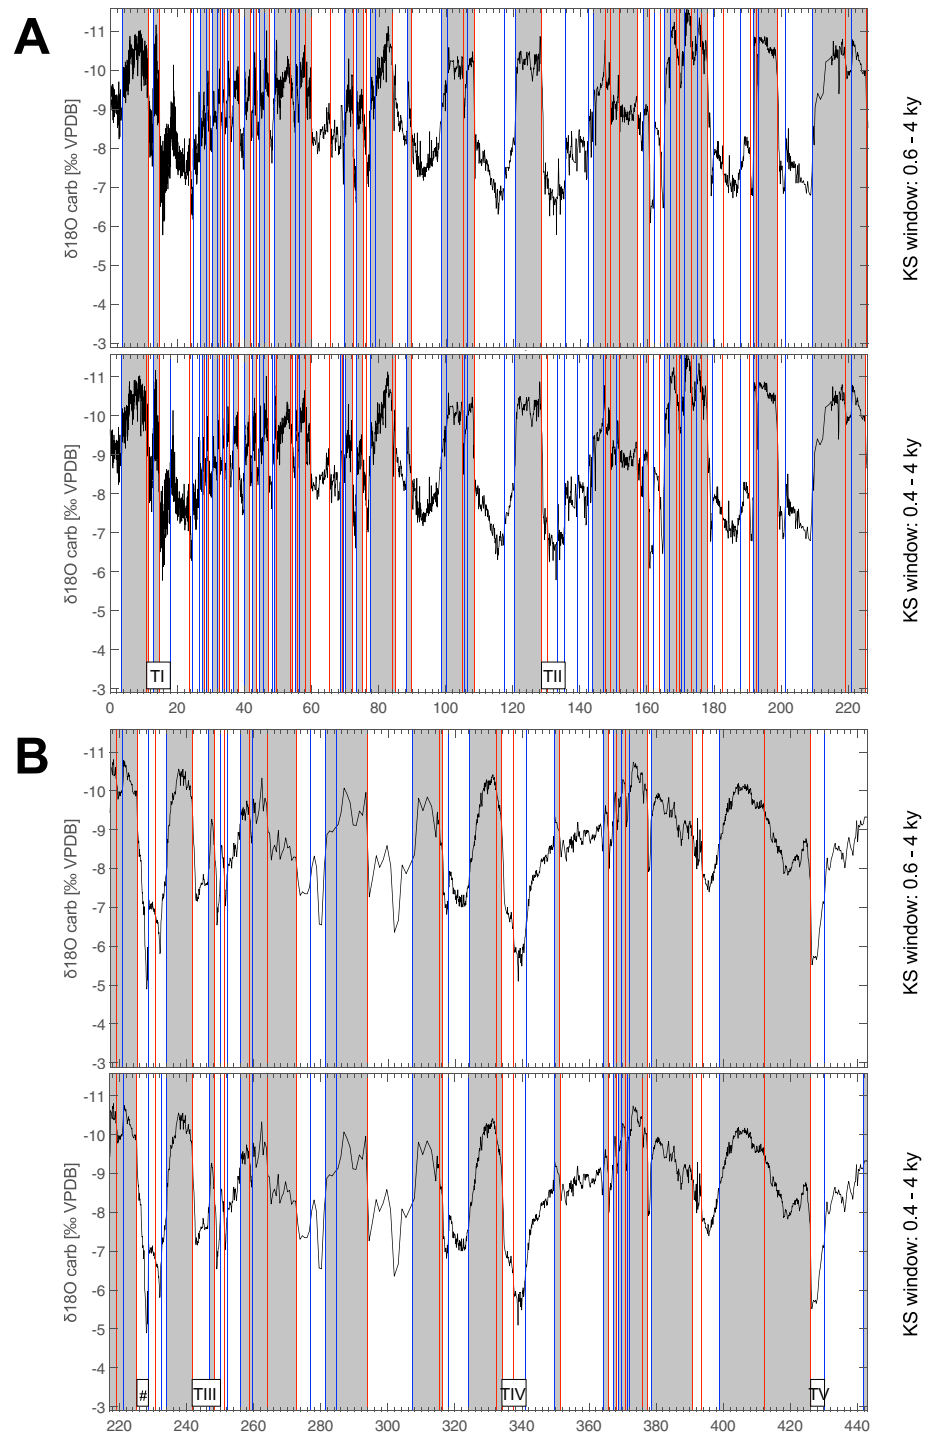 A
-11
-10
-9
-8
-7
-6
-5
-4
-3
δ18O carb [‰ VPDB]
KS window: 0.6 - 4 ky
-11
-10
-9
-8
-7
-6
-5
-4
-3
δ18O carb [‰ VPDB]
KS window: 0.4 - 4 ky
TI
TII
0 20 40 60 80 100 120 140 160 180 200 220
B
-11
-10
-9
-8
-7
-6
-5
-4
-3
δ18O carb [‰ VPDB]
KS window: 0.6 - 4 ky
-11
-10
-9
-8
-7
-6
-5
-4
-3
δ18O carb [‰ VPDB]
KS window: 0.4 - 4 ky
#
TIII
TIV
TV
220 240 260 280 300 320 340 360 380 400 420 440